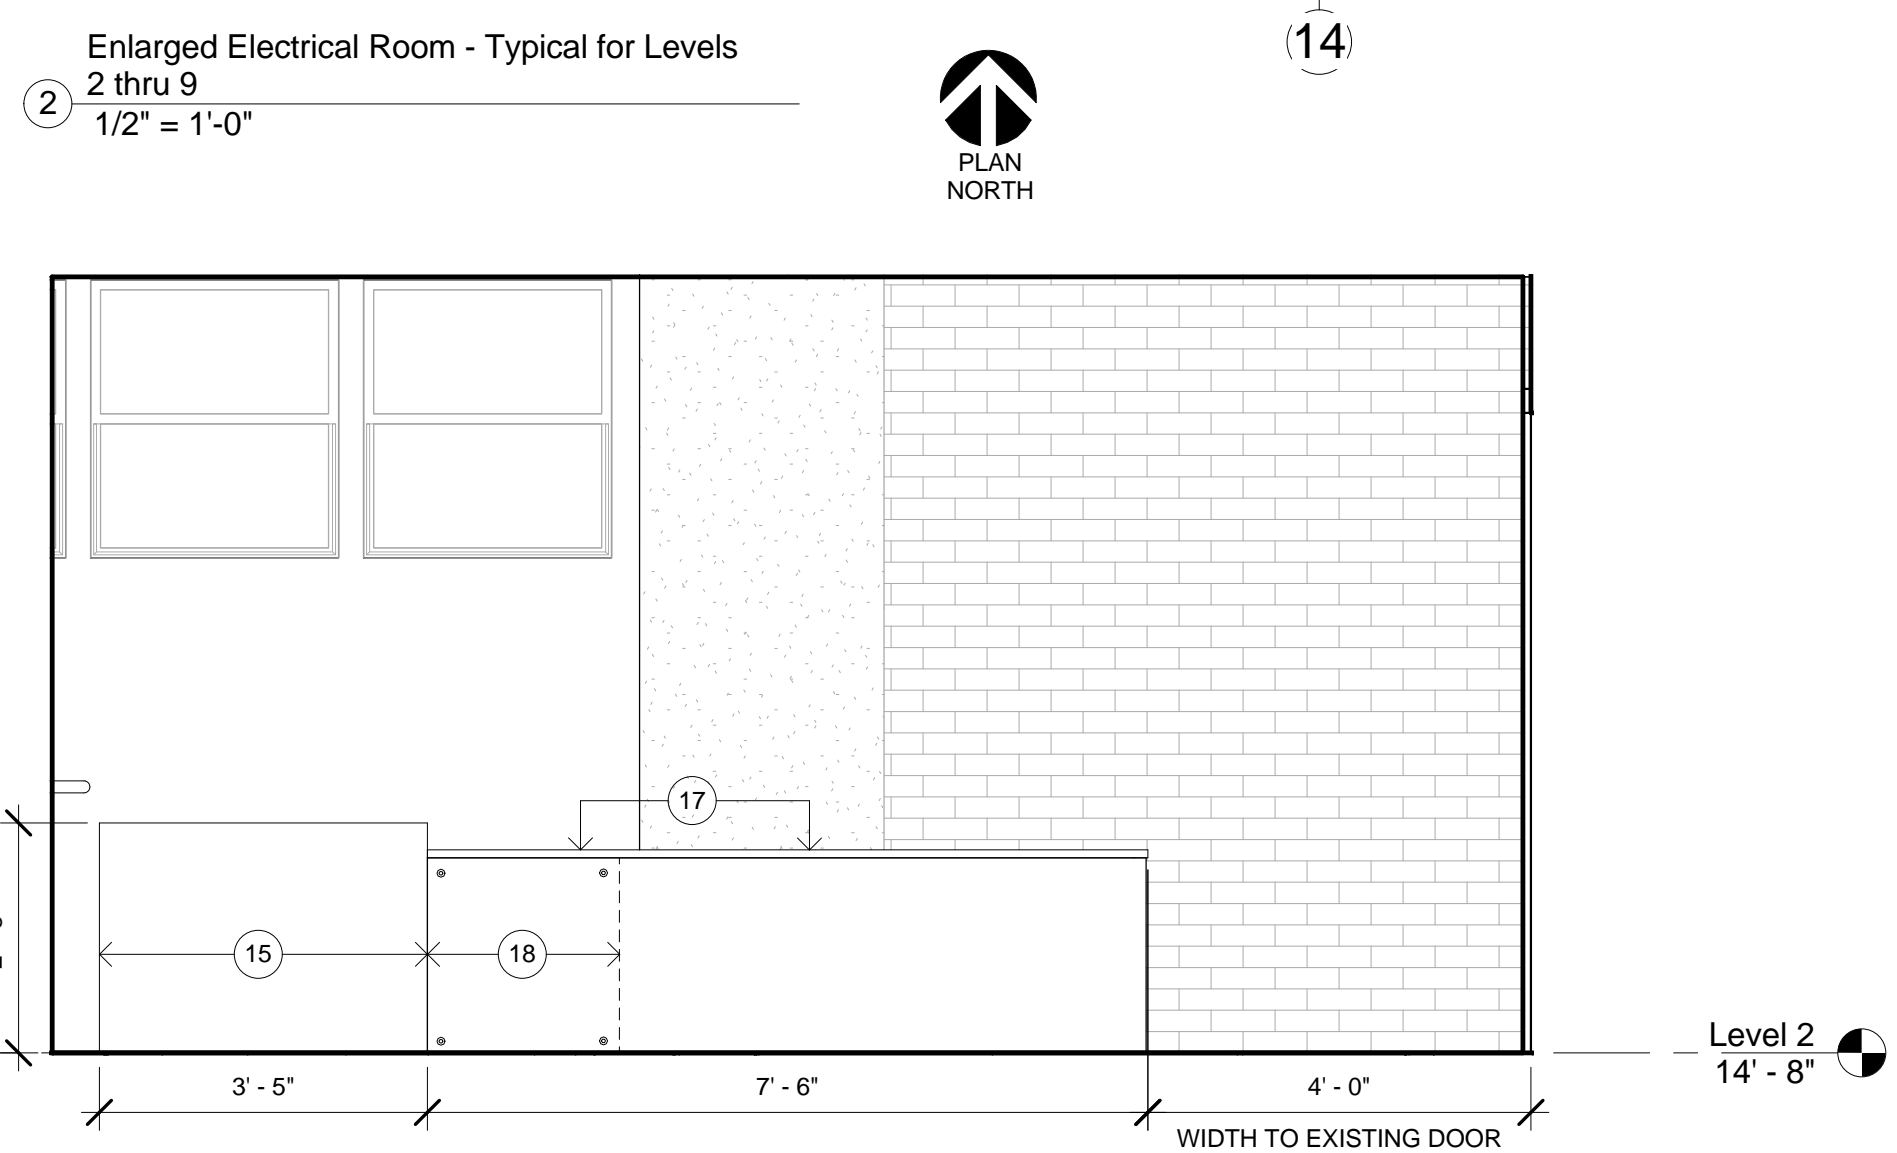 Enlarged Electrical Room - Typical for Levels
2 thru 9
2
1/2" = 1'-0"
PLAN
NORTH
14
17
15
18
Level 2
14' - 8"
3' - 5"
7' - 6"
4' - 0"
WIDTH TO EXISTING DOOR